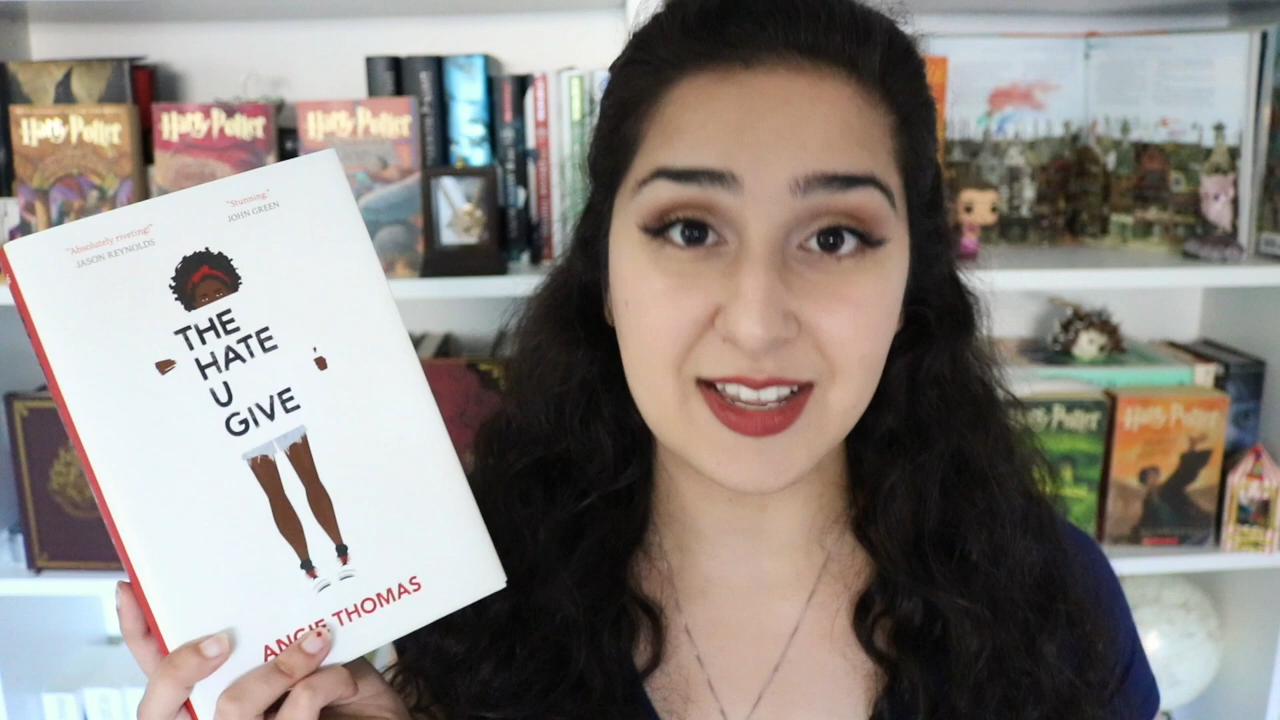 Harry Potter
Harry Potter
Harry Potter
"Absolutely riveting!"
JASON REYNOLDS
"Stunning."
JOHN GREEN
THE
HATE
U
GIVE
ANGIE THOMAS
Harry Potter
Harry Potter